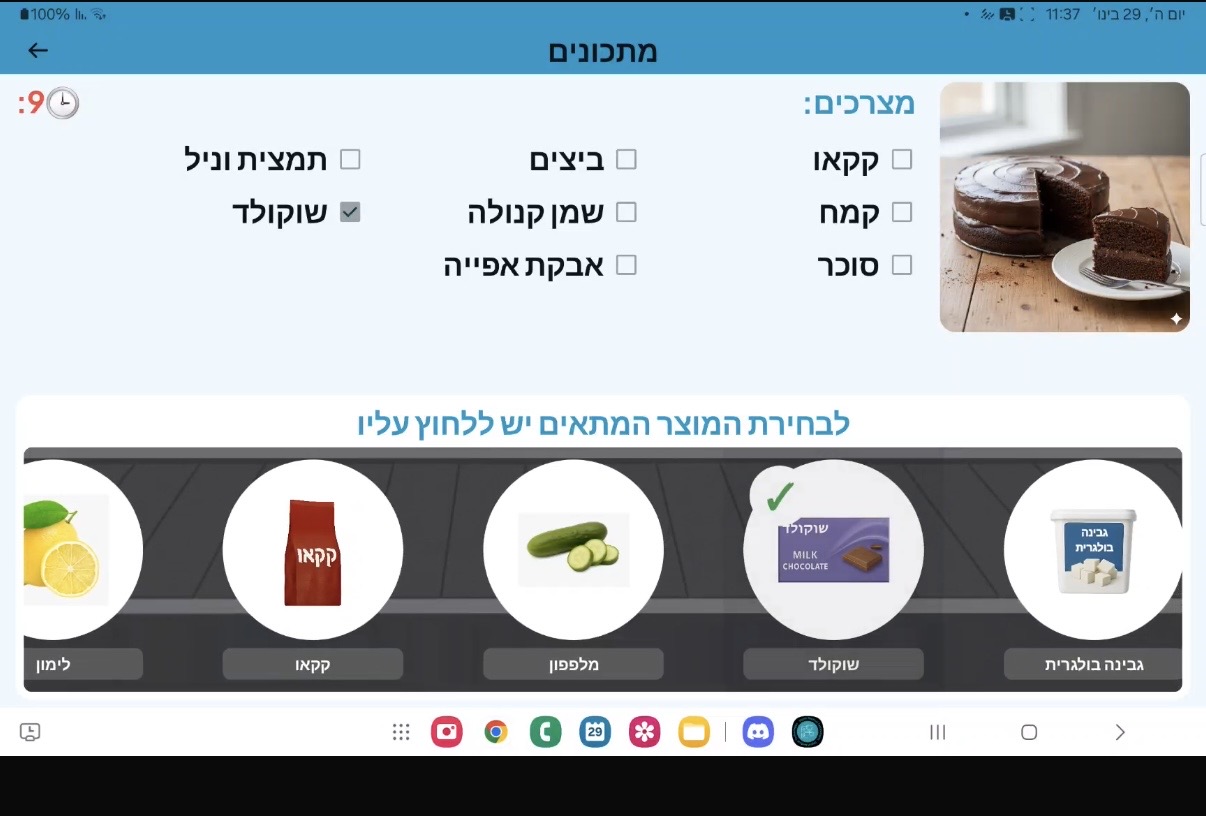 יום ה׳, 29 בינו׳ 11:37
100%
מתכונים
מצרכים:
9:
קקאו
קמח
סוכר
ביצים
שמן קנולה
אבקת אפייה
תמצית וניל
שוקולד
לבחירת המוצר המתאים יש ללחוץ עליו
גבינה
בולגרית
שוקולד
MILK
CHOCOLATE
קקאו
גבינה בולגרית
שוקולד
מלפפון
קקאו
לימון
29